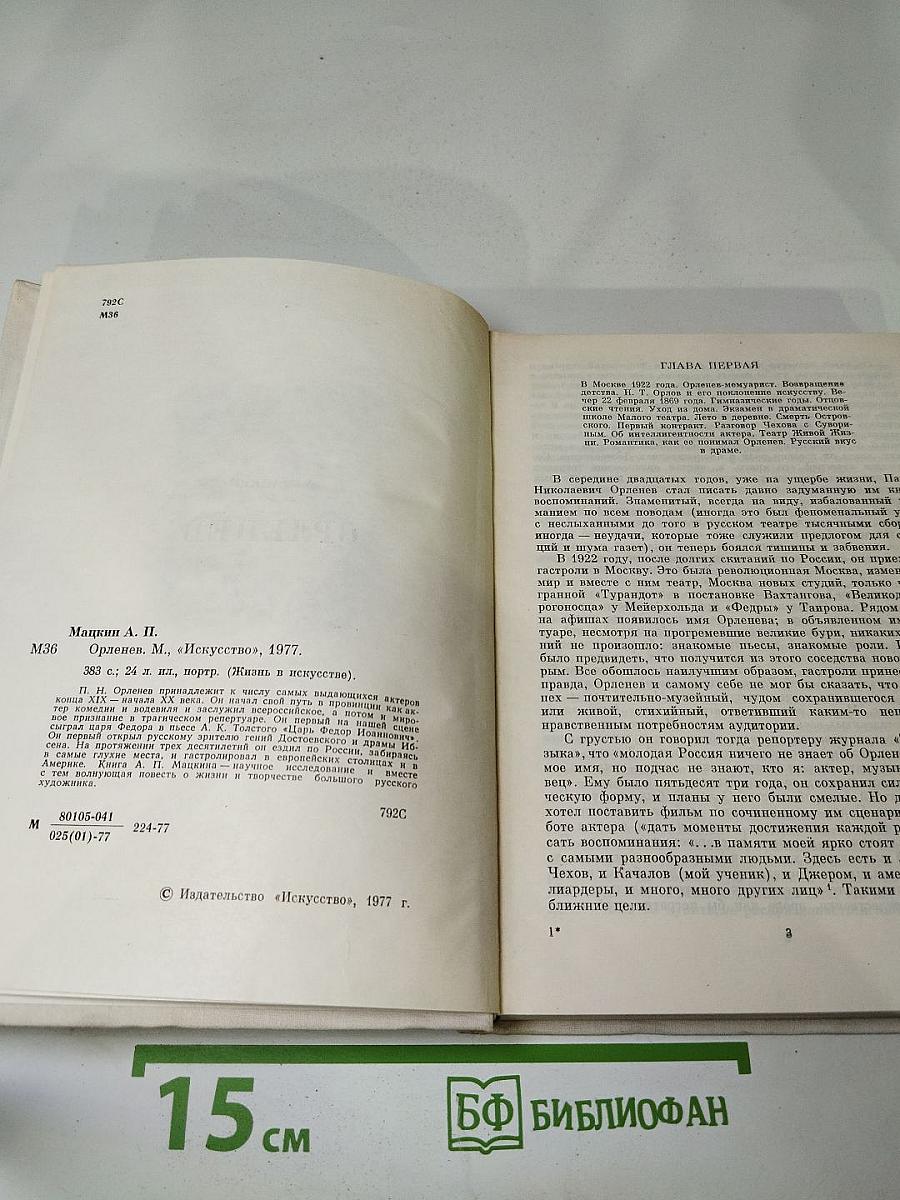 792С
М36
Мацкин А. П.
М36 Орленев. М., «Искусство», 1977.
383 с.; 24 л. ил., портр. (Жизнь в искусстве).
П. Н. Орленев принадлежит к числу самых выдающихся актеров
конца XIX — начала XX века. Он начал свой путь в провинции как ак-
тер комедии и водевиля и заслужил всероссийское, а потом и миро-
вое признание в трагическом репертуаре. Он первый на нашей сцене
сыграл царя Федора в пьесе А. К. Толстого «Царь Федор Иоаннович».
Он первый открыл русскому зрителю гений Достоевского и драмы Иб-
сена. На протяжении трех десятилетий он ездил по России, забираясь
в самые глухие места, и гастролировал в европейских столицах и в
Америке. Книга А. П. Мацкина — научное исследование и вместе
с тем волнующая повесть о жизни и творчестве большого русского
художника.
М 80105-041
025(01)-77 224-77
792С
© Издательство «Искусство», 1977 г.
ГЛАВА ПЕРВАЯ
В Москве 1922 года. Орленев-мемуарист. Возвращение
детства. Н. Т. Орлов и его поклонение искусству. Ве-
чер 22 февраля 1869 года. Гимназические годы. Отцов-
ские чтения. Уход из дома. Экзамен в драматической
школе Малого театра. Лето в деревне. Смерть Остров-
ского. Первый контракт. Разговор Чехова с Сувори-
ным. Об интеллигентности актера. Театр Живой Жиз-
ни. Романтика, как ее понимал Орленев. Русский вкус
в драме.
В середине двадцатых годов, уже на ущербе жизни, Па
Николаевич Орленев стал писать давно задуманную им кн
воспоминаний. Знаменитый, всегда на виду, избалованный
манием по всем поводам (иногда это был феноменальный у
с неслыханными до того в русском театре тысячными сбор
иногда — неудачи, которые тоже служили предлогом для с
ций и шума газет), он теперь боялся тишины и забвения.
В 1922 году, после долгих скитаний по России, он прие
гастроли в Москву. Это была революционная Москва, измен
мир и вместе с ним театр, Москва новых студий, только ч
гранной «Турандот» в постановке Вахтангова, «Великод
рогоносца» у Мейерхольда и «Федры» у Таирова. Рядом
на афишах появилось имя Орленева; в объявленном им
туаре, несмотря на прогремевшие великие бури, никаких
ний не произошло: знакомые пьесы, знакомые роли. И
было предвидеть, что получится из этого соседства ново
рым. Все обошлось наилучшим образом, гастроли прине
правда, Орленев и самому себе не мог бы сказать, что
пех — почтительно-музейный, чудом сохранившегося
или живой, стихийный, ответивший каким-то неп
нравственным потребностям аудитории.
С грустью он говорил тогда репортеру журнала «
зыка», что «молодая Россия ничего не знает об Орлен
мое имя, но подчас не знают, кто я: актер, музык
вец». Ему было пятьдесят три года, он сохранил сил
ческую форму, и планы у него были смелые. Но д
хотел поставить фильм по сочиненному им сценари
боте актера («дать моменты достижения каждой р
сать воспоминания: «...в памяти моей ярко стоят
с самыми разнообразными людьми. Здесь есть и
Чехов, и Качалов (мой ученик), и Джером, и аме
лиардеры, и много, много других лиц» ¹. Такими
ближние цели.
1* 3
15 см
БФ БИБЛИОФАН